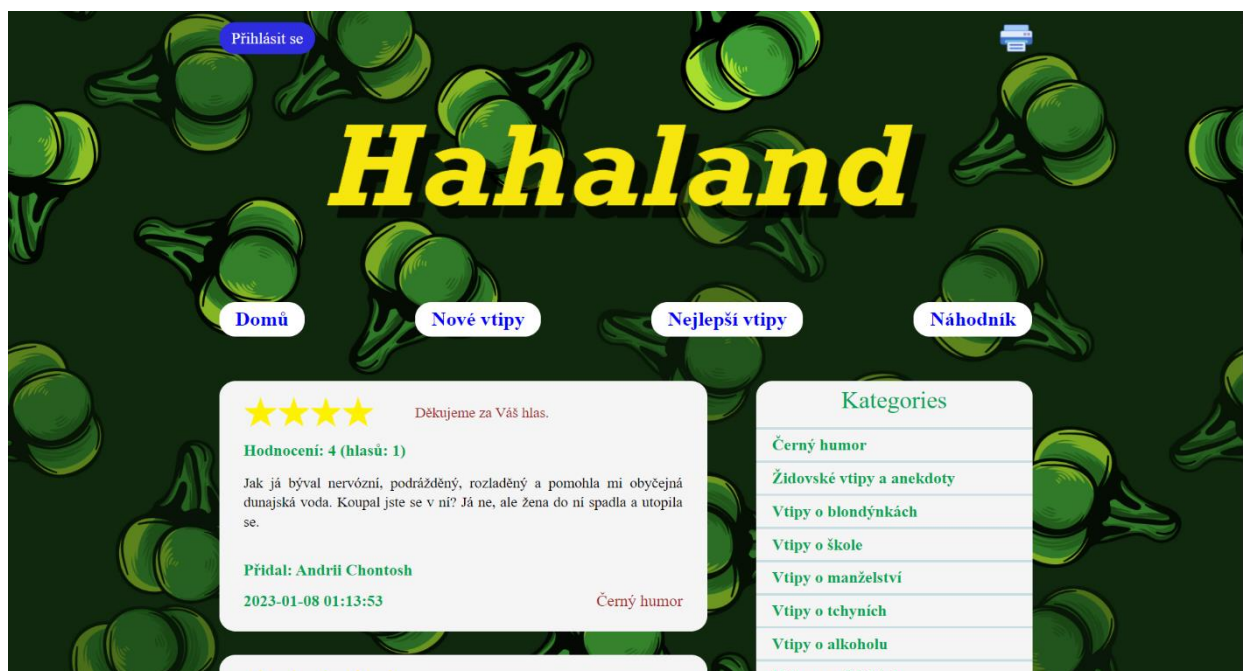 Přihlásit se
Hahaland
Domů
Nové vtipy
Nejlepší vtipy
Náhodník
Děkujeme za Váš hlas.
Hodnocení: 4 (hlasů: 1)
Jak já býval nervózní, podrážděný, rozladěný a pomohla mi obyčejná
dunajská voda. Koupal jste se v ní? Já ne, ale žena do ní spadla a utopila
se.
Přidal: Andrii Chontosh
2023-01-08 01:13:53
Černý humor
Kategories
Černý humor
Židovské vtipy a anekdoty
Vtipy o blondýnkách
Vtipy o škole
Vtipy o manželství
Vtipy o tchyních
Vtipy o alkoholu